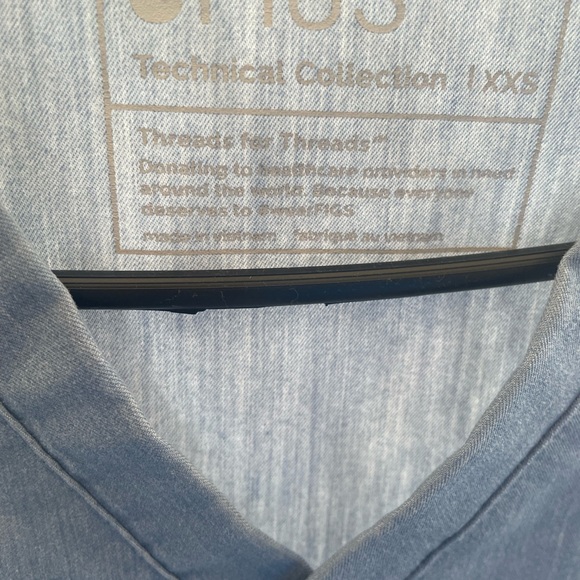 FIGS
Technical Collection | XXS
Threads for Threads℠
Donating to healthcare providers in need
around the world. Because everyone
deserves to #wearFIGS
made in vietnam fabriqué au vietnam